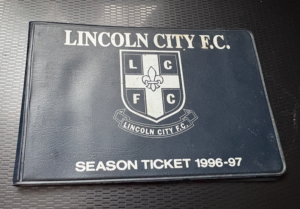 LINCOLN CITY F.C.
L C
F C
LINCOLN CITY F.C.
SEASON TICKET 1996-97